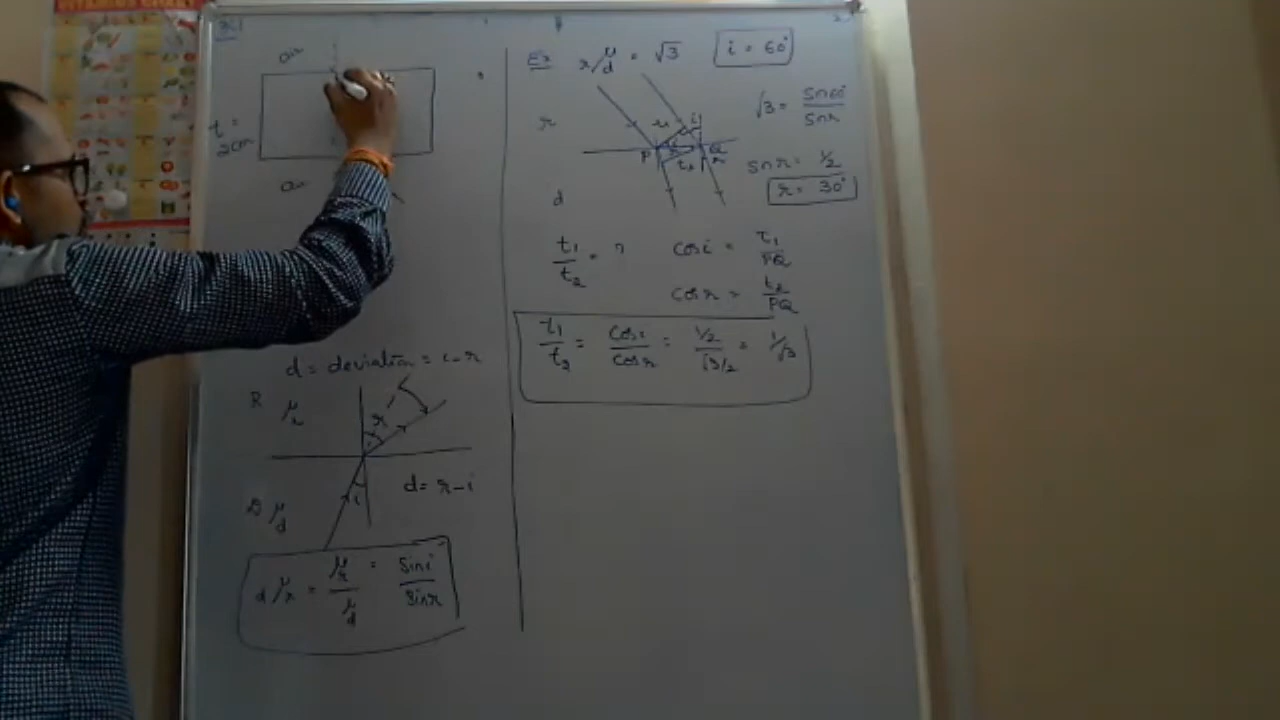 air
t =
2cm
air
d = deviation = i - r
R μr
r
d = r - i
i
D μd
dμr = μr/μd = sin i/sin r
Ex rμd = √3
i = 60°
r
i
P Q
t2
r
d
√3 = sin60°/sin r
sin r = 1/2
r = 30°
t1/t2 = ?
cos i = t1/PQ
cos r = t2/PQ
t1/t2 = cos i/cos r = 1/2/√3/2 = 1/√3